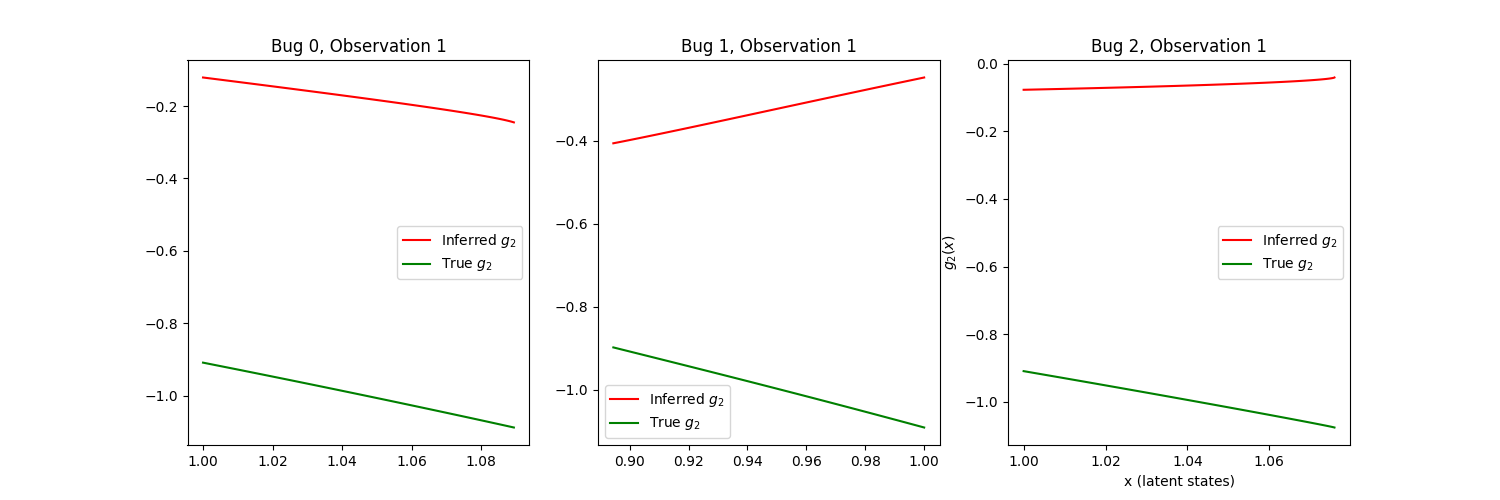 Bug 0, Observation 1
−0.2
−0.4
−0.6
−0.8
−1.0
1.00 1.02 1.04 1.06 1.08
Inferred g₂
True g₂
Bug 1, Observation 1
−0.4
−0.6
−0.8
−1.0
0.90 0.92 0.94 0.96 0.98 1.00
Inferred g₂
True g₂
Bug 2, Observation 1
g₂(x)
0.0
−0.2
−0.4
−0.6
−0.8
−1.0
1.00 1.02 1.04 1.06
x (latent states)
Inferred g₂
True g₂